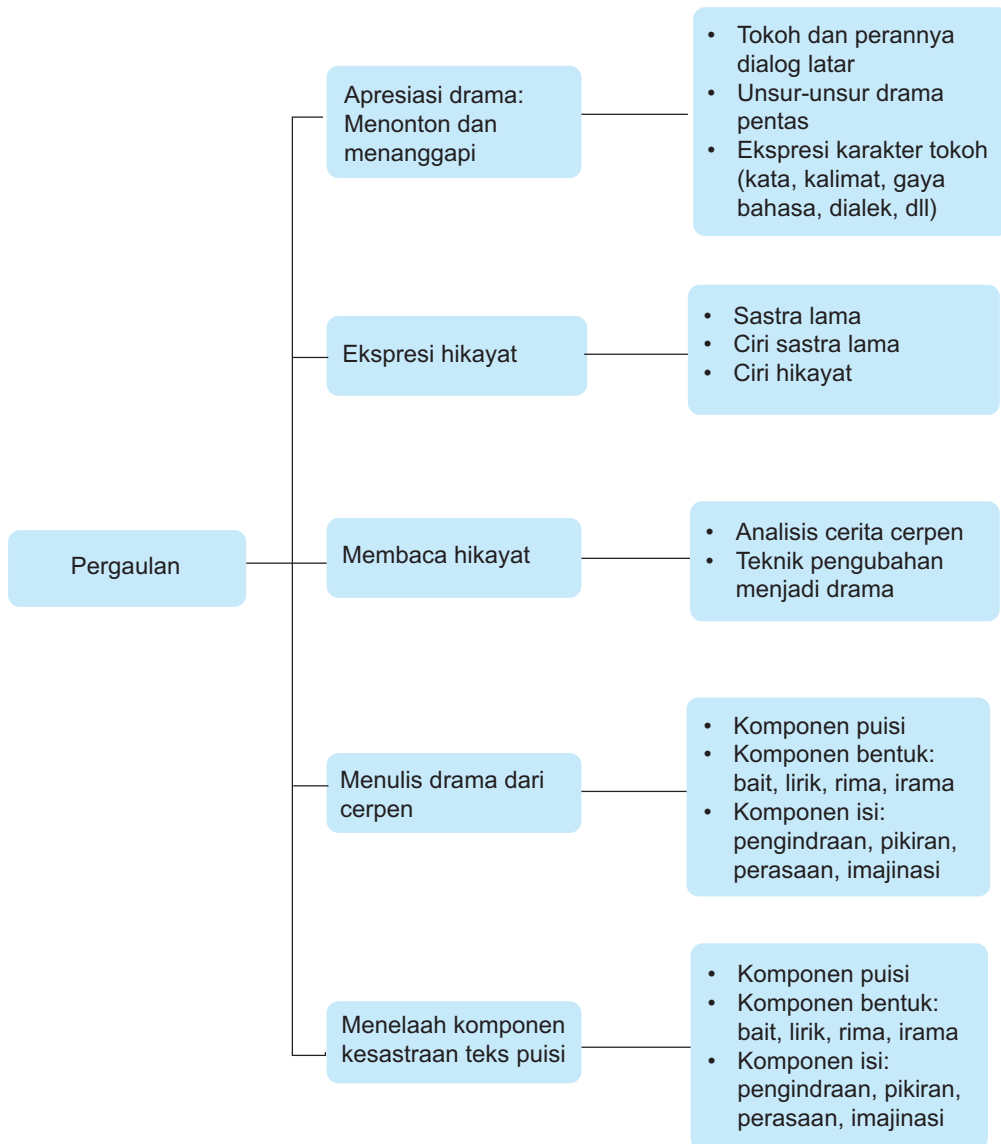 Apresiasi drama:
Menonton dan
menanggapi
• Tokoh dan perannya
dialog latar
• Unsur-unsur drama
pentas
• Ekspresi karakter tokoh
(kata, kalimat, gaya
bahasa, dialek, dll)
Ekspresi hikayat
• Sastra lama
• Ciri sastra lama
• Ciri hikayat
Pergaulan
Membaca hikayat
• Analisis cerita cerpen
• Teknik pengubahan
menjadi drama
Menulis drama dari
cerpen
• Komponen puisi
• Komponen bentuk:
bait, lirik, rima, irama
• Komponen isi:
pengindraan, pikiran,
perasaan, imajinasi
Menelaah komponen
kesastraan teks puisi
• Komponen puisi
• Komponen bentuk:
bait, lirik, rima, irama
• Komponen isi:
pengindraan, pikiran,
perasaan, imajinasi